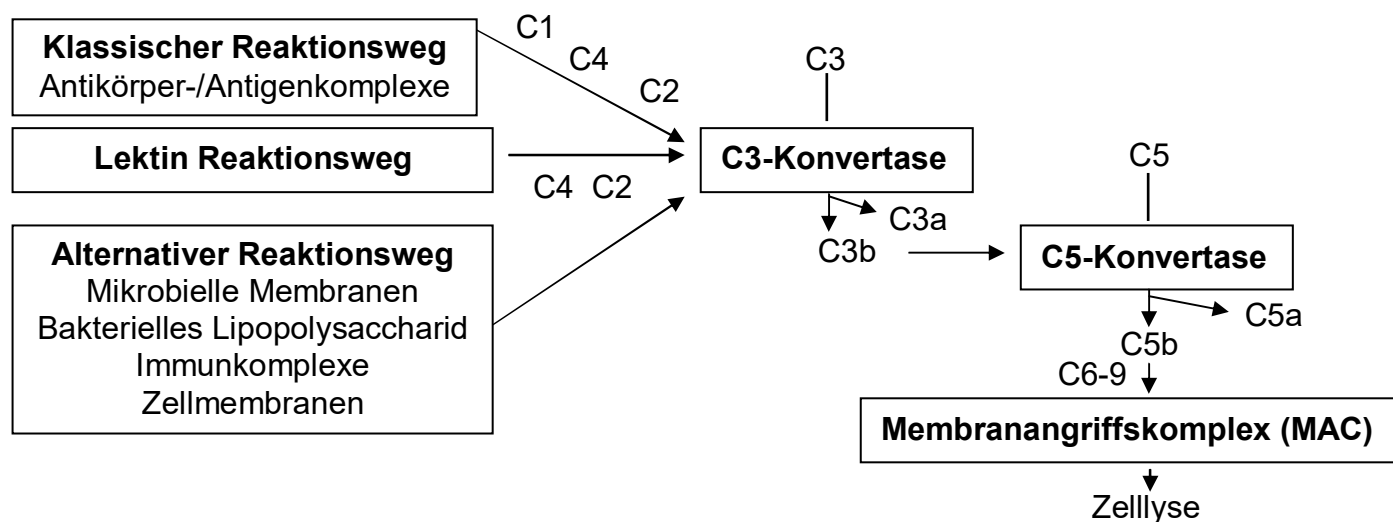 Klassischer Reaktionsweg
Antikörper-/Antigenkomplexe
C1
C4
C2
Lektin Reaktionsweg
C4 C2
Alternativer Reaktionsweg
Mikrobielle Membranen
Bakterielles Lipopolysaccharid
Immunkomplexe
Zellmembranen
C3
C3-Konvertase
C3a
C3b
C5
C5-Konvertase
C5a
C5b
C6-9
Membranangriffskomplex (MAC)
Zelllyse